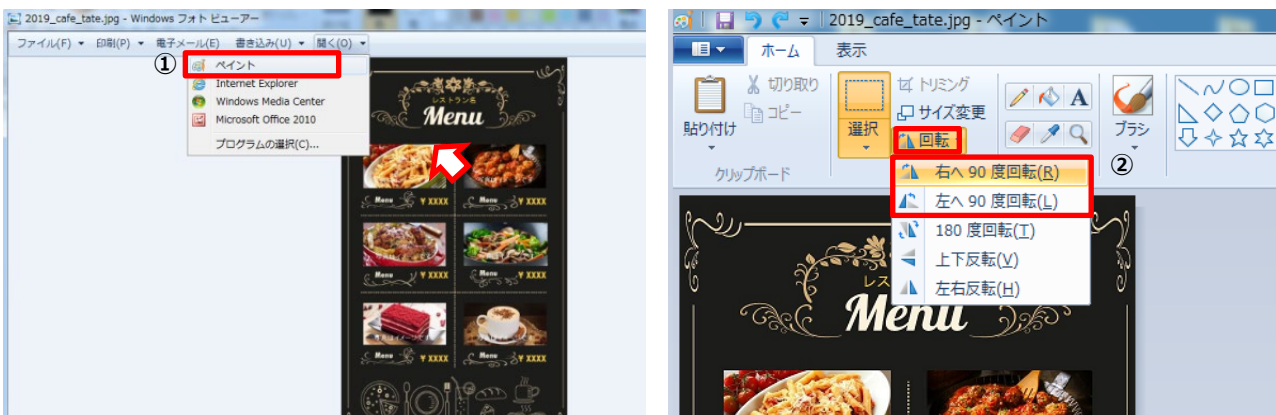 2019_cafe_tate.jpg - Windows フォト ビューアー
ファイル(F) 印刷(P) 電子メール(E) 書き込み(U) 開く(O)
①
ペイント
Internet Explorer
Windows Media Center
Microsoft Office 2010
プログラムの選択(C)...
レストラン名
Menu
Menu ￥XXXX
Menu ￥XXXX
Menu ￥XXXX
Menu ￥XXXX
Menu ￥XXXX
Menu ￥XXXX
2019_cafe_tate.jpg - ペイント
ホーム 表示
貼り付け
切り取り
コピー
クリップボード
選択
トリミング
サイズ変更
回転
A
ブラシ
②
右へ 90 度回転(R)
左へ 90 度回転(L)
180 度回転(T)
上下反転(V)
左右反転(H)
レス
Menu